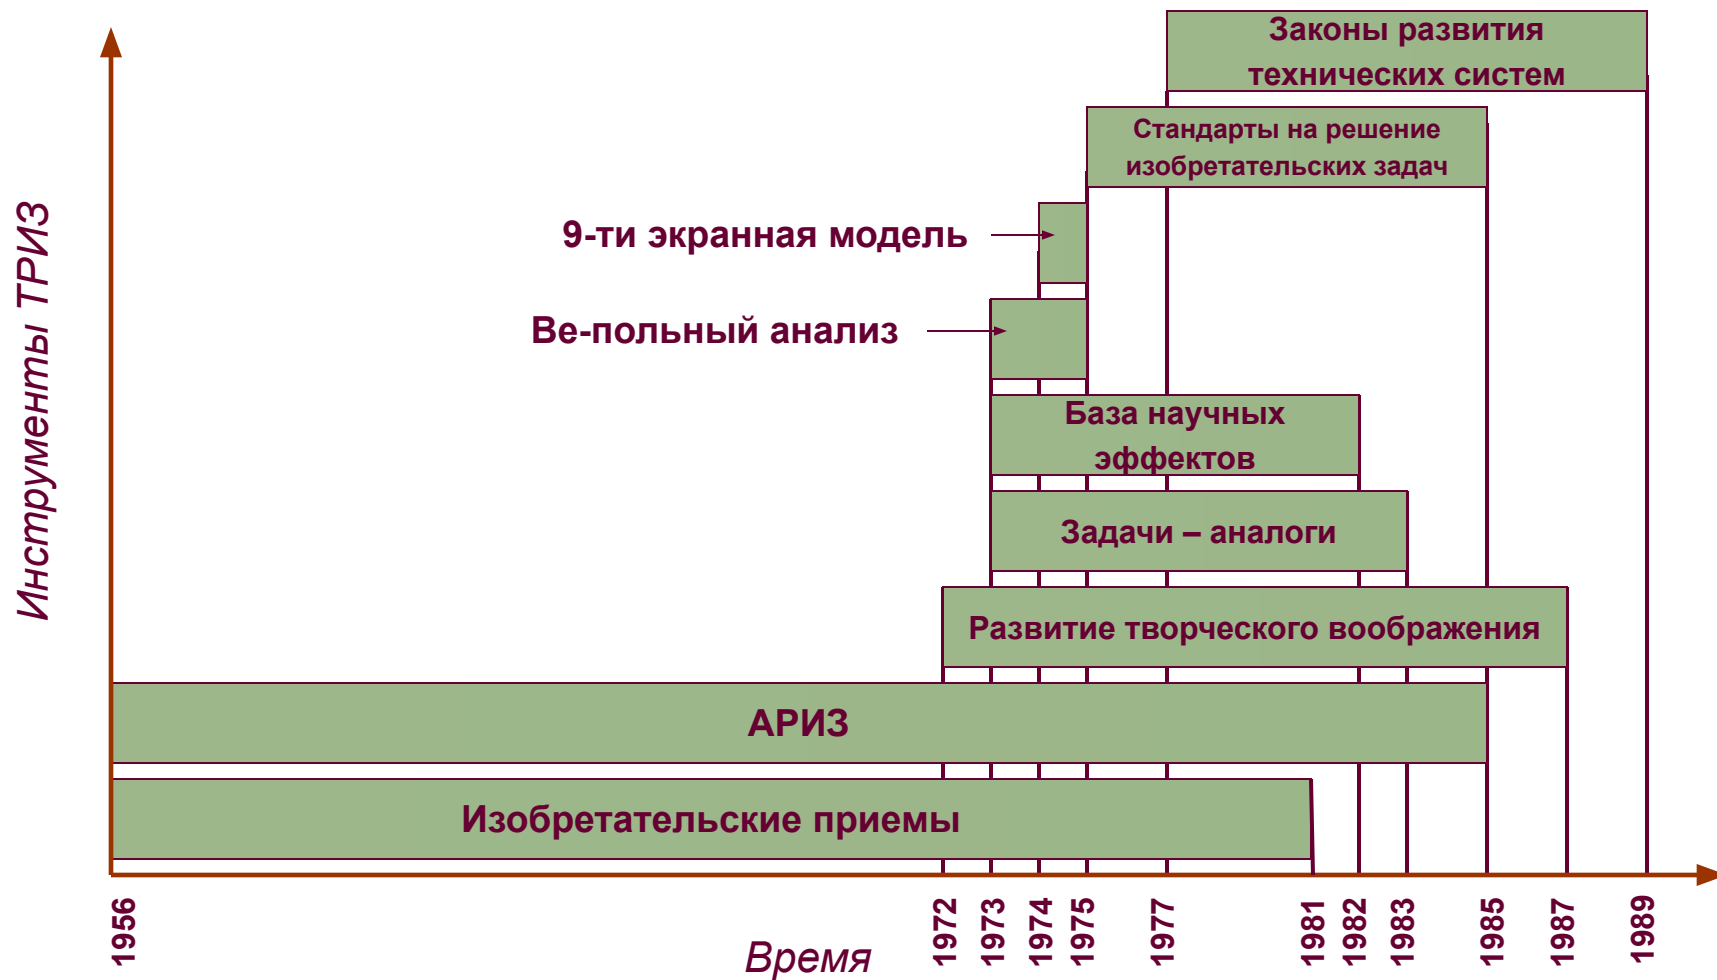 Законы развития
технических систем
Стандарты на решение
изобретательских задач
9-ти экранная модель
Ве-польный анализ
База научных
эффектов
Задачи – аналоги
Развитие творческого воображения
АРИЗ
Изобретательские приемы
Инструменты ТРИЗ
1956
1972
1973
1974
1975
1977
1981
1982
1983
1985
1987
1989
Время